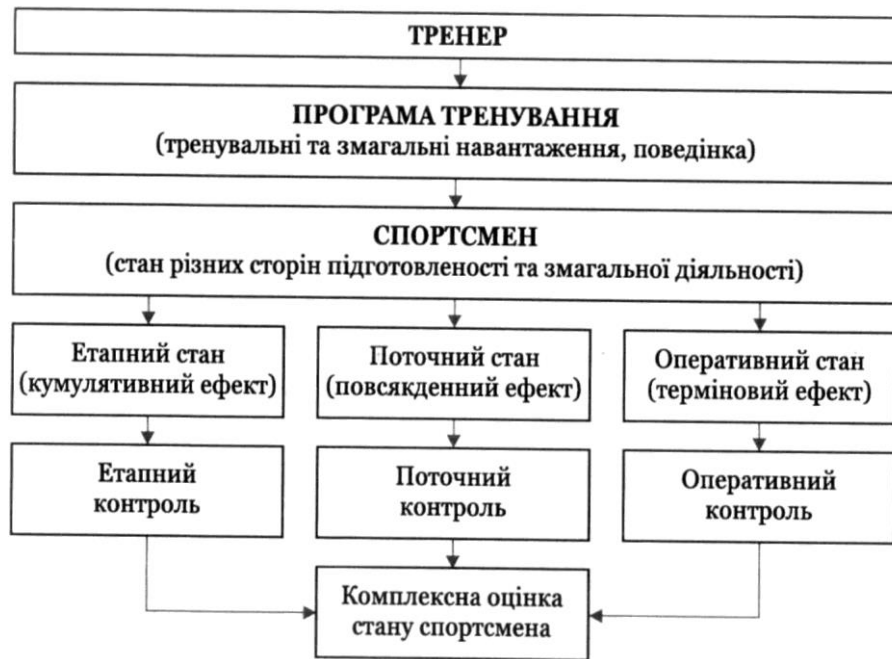 ТРЕНЕР
ПРОГРАМА ТРЕНУВАННЯ
(тренувальні та змагальні навантаження, поведінка)
СПОРТСМЕН
(стан різних сторін підготовленості та змагальної діяльності)
Етапний стан
(кумулятивний ефект)
Поточний стан
(повсякденний ефект)
Оперативний стан
(терміновий ефект)
Етапний
контроль
Поточний
контроль
Оперативний
контроль
Комплексна оцінка
стану спортсмена